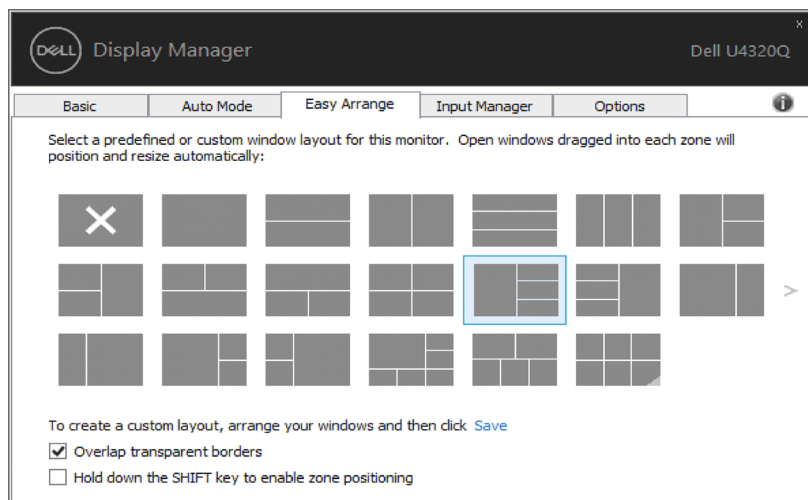 DELL Display Manager
Dell U4320Q
Basic Auto Mode Easy Arrange Input Manager Options
Select a predefined or custom window layout for this monitor. Open windows dragged into each zone will
position and resize automatically:
To create a custom layout, arrange your windows and then click Save
Overlap transparent borders
Hold down the SHIFT key to enable zone positioning